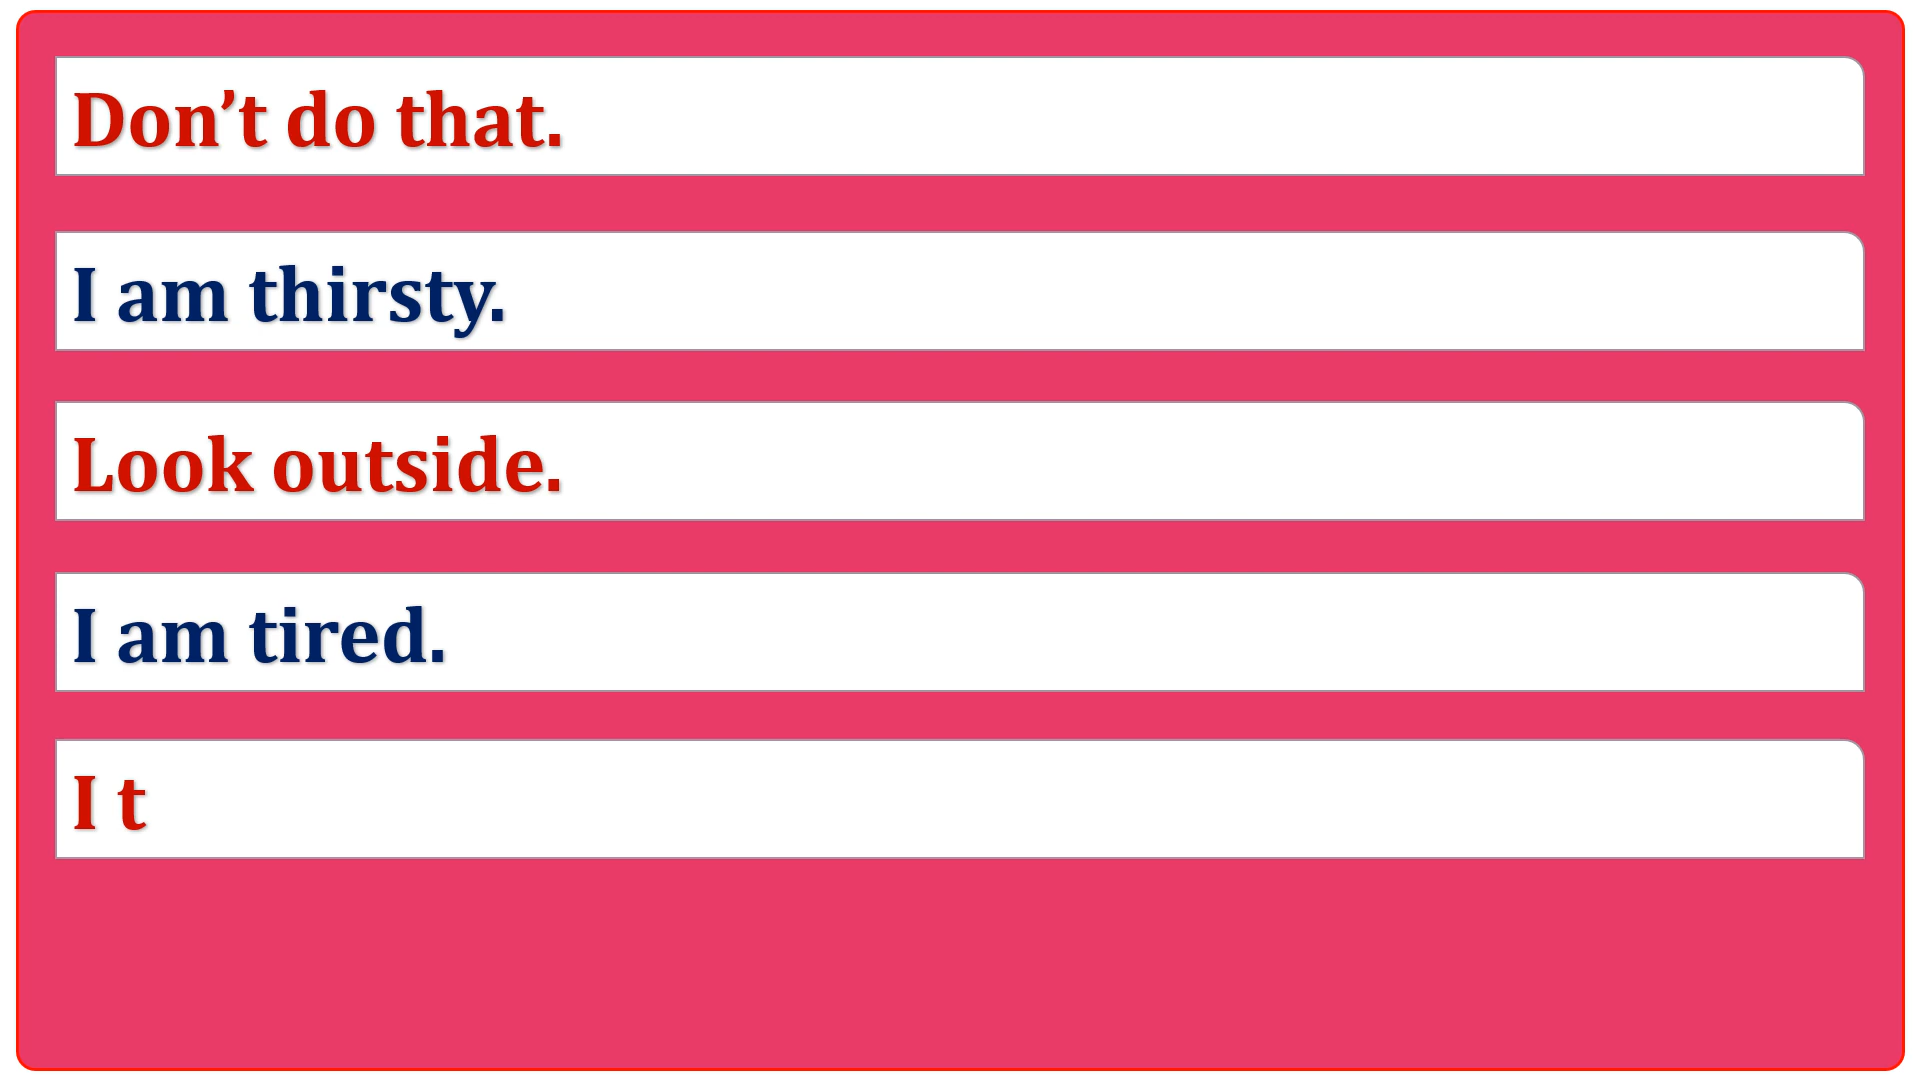 Don’t do that.
I am thirsty.
Look outside.
I am tired.
I t